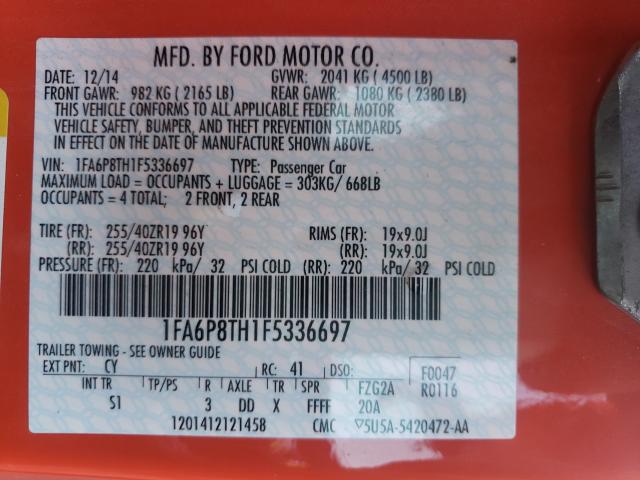 MFD. BY FORD MOTOR CO.
DATE: 12/14 GVWR: 2041 KG ( 4500 LB)
FRONT GAWR: 982 KG ( 2165 LB) REAR GAWR: 1080 KG ( 2380 LB)
THIS VEHICLE CONFORMS TO ALL APPLICABLE FEDERAL MOTOR
VEHICLE SAFETY, BUMPER, AND THEFT PREVENTION STANDARDS
IN EFFECT ON THE DATE OF MANUFACTURE SHOWN ABOVE.
VIN: 1FA6P8TH1F5336697 TYPE: Passenger Car
MAXIMUM LOAD = OCCUPANTS + LUGGAGE = 303KG/ 668LB
OCCUPANTS = 4 TOTAL; 2 FRONT, 2 REAR
TIRE (FR): 255/40ZR19 96Y RIMS (FR): 19x9.0J
(RR): 255/40ZR19 96Y (RR): 19x9.0J
PRESSURE (FR): 220 kPa/ 32 PSI COLD (RR): 220 kPa/ 32 PSI COLD
1FA6P8TH1F5336697
TRAILER TOWING - SEE OWNER GUIDE
EXT PNT: CY RC: 41 DSO: F0047
INT TR TP/PS R AXLE TR SPR FZG2A R0116
S1 3 DD X FFFF 20A
1201412121458 CMC ▽5U5A-5420472-AA